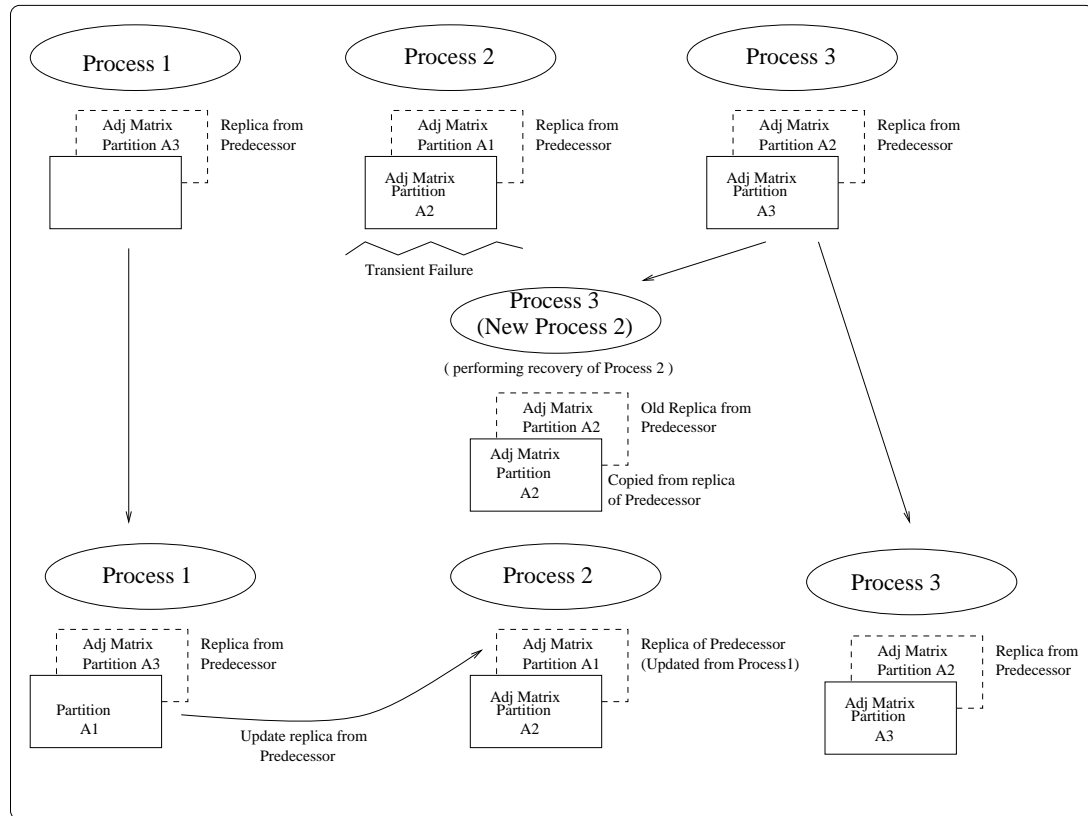 Process 1
Adj Matrix
Partition A3
Replica from
Predecessor
Process 2
Adj Matrix
Partition A1
Replica from
Predecessor
Adj Matrix
Partition
A2
Transient Failure
Process 3
Adj Matrix
Partition A2
Replica from
Predecessor
Adj Matrix
Partition
A3
Process 3
(New Process 2)
( performing recovery of Process 2 )
Adj Matrix
Partition A2
Old Replica from
Predecessor
Adj Matrix
Partition
A2
Copied from replica
of Predecessor
Process 1
Adj Matrix
Partition A3
Replica from
Predecessor
Partition
A1
Update replica from
Predecessor
Process 2
Adj Matrix
Partition A1
Replica of Predecessor
(Updated from Process1)
Adj Matrix
Partition
A2
Process 3
Adj Matrix
Partition A2
Replica from
Predecessor
Adj Matrix
Partition
A3